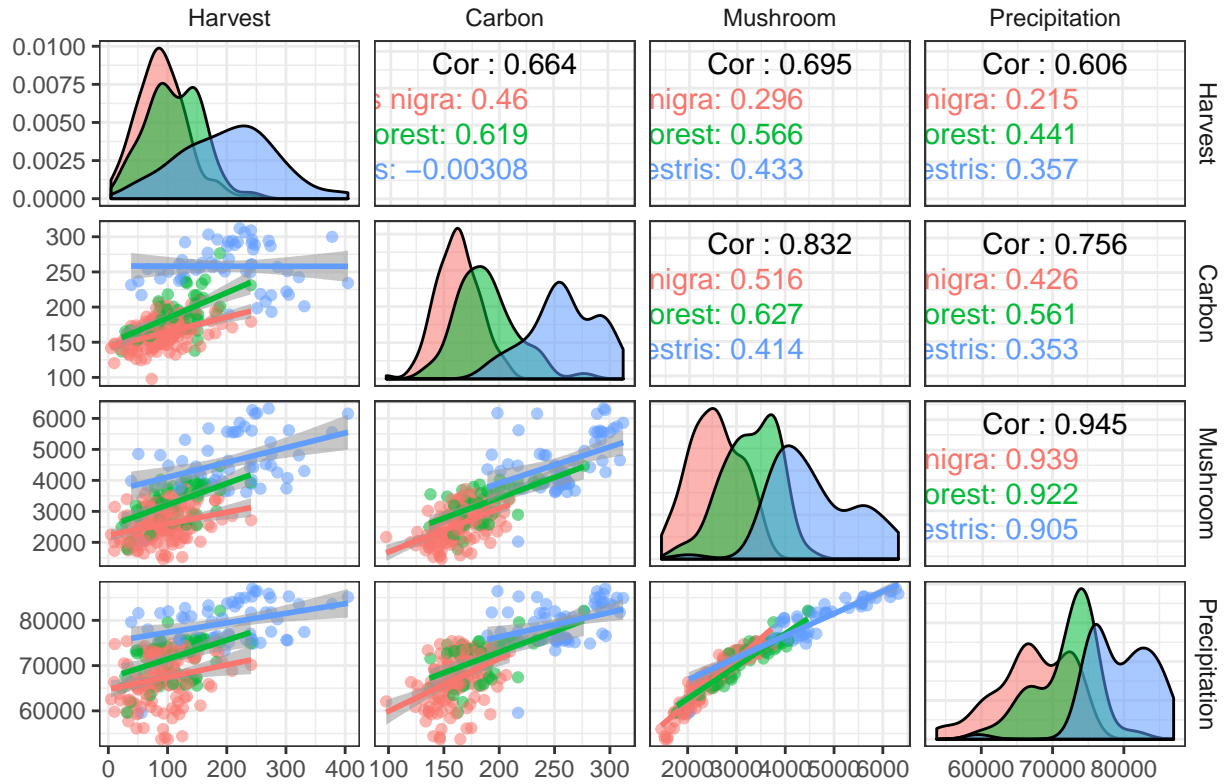 Harvest Carbon Mushroom Precipitation
0.0100
0.0075
0.0050
0.0025
0.0000
Cor : 0.664
s nigra: 0.46
orest: 0.619
s: −0.00308
Cor : 0.695
nigra: 0.296
orest: 0.566
estris: 0.433
Cor : 0.606
nigra: 0.215
orest: 0.441
estris: 0.357
Harvest
300
250
200
150
100
Cor : 0.832
nigra: 0.516
orest: 0.627
estris: 0.414
Cor : 0.756
nigra: 0.426
orest: 0.561
estris: 0.353
Carbon
6000
5000
4000
3000
2000
Cor : 0.945
nigra: 0.939
orest: 0.922
estris: 0.905
Mushroom
80000
70000
60000
Precipitation
0 100 200 300 400 100 150 200 250 300 2000 3000 4000 5000 6000 60000 70000 80000